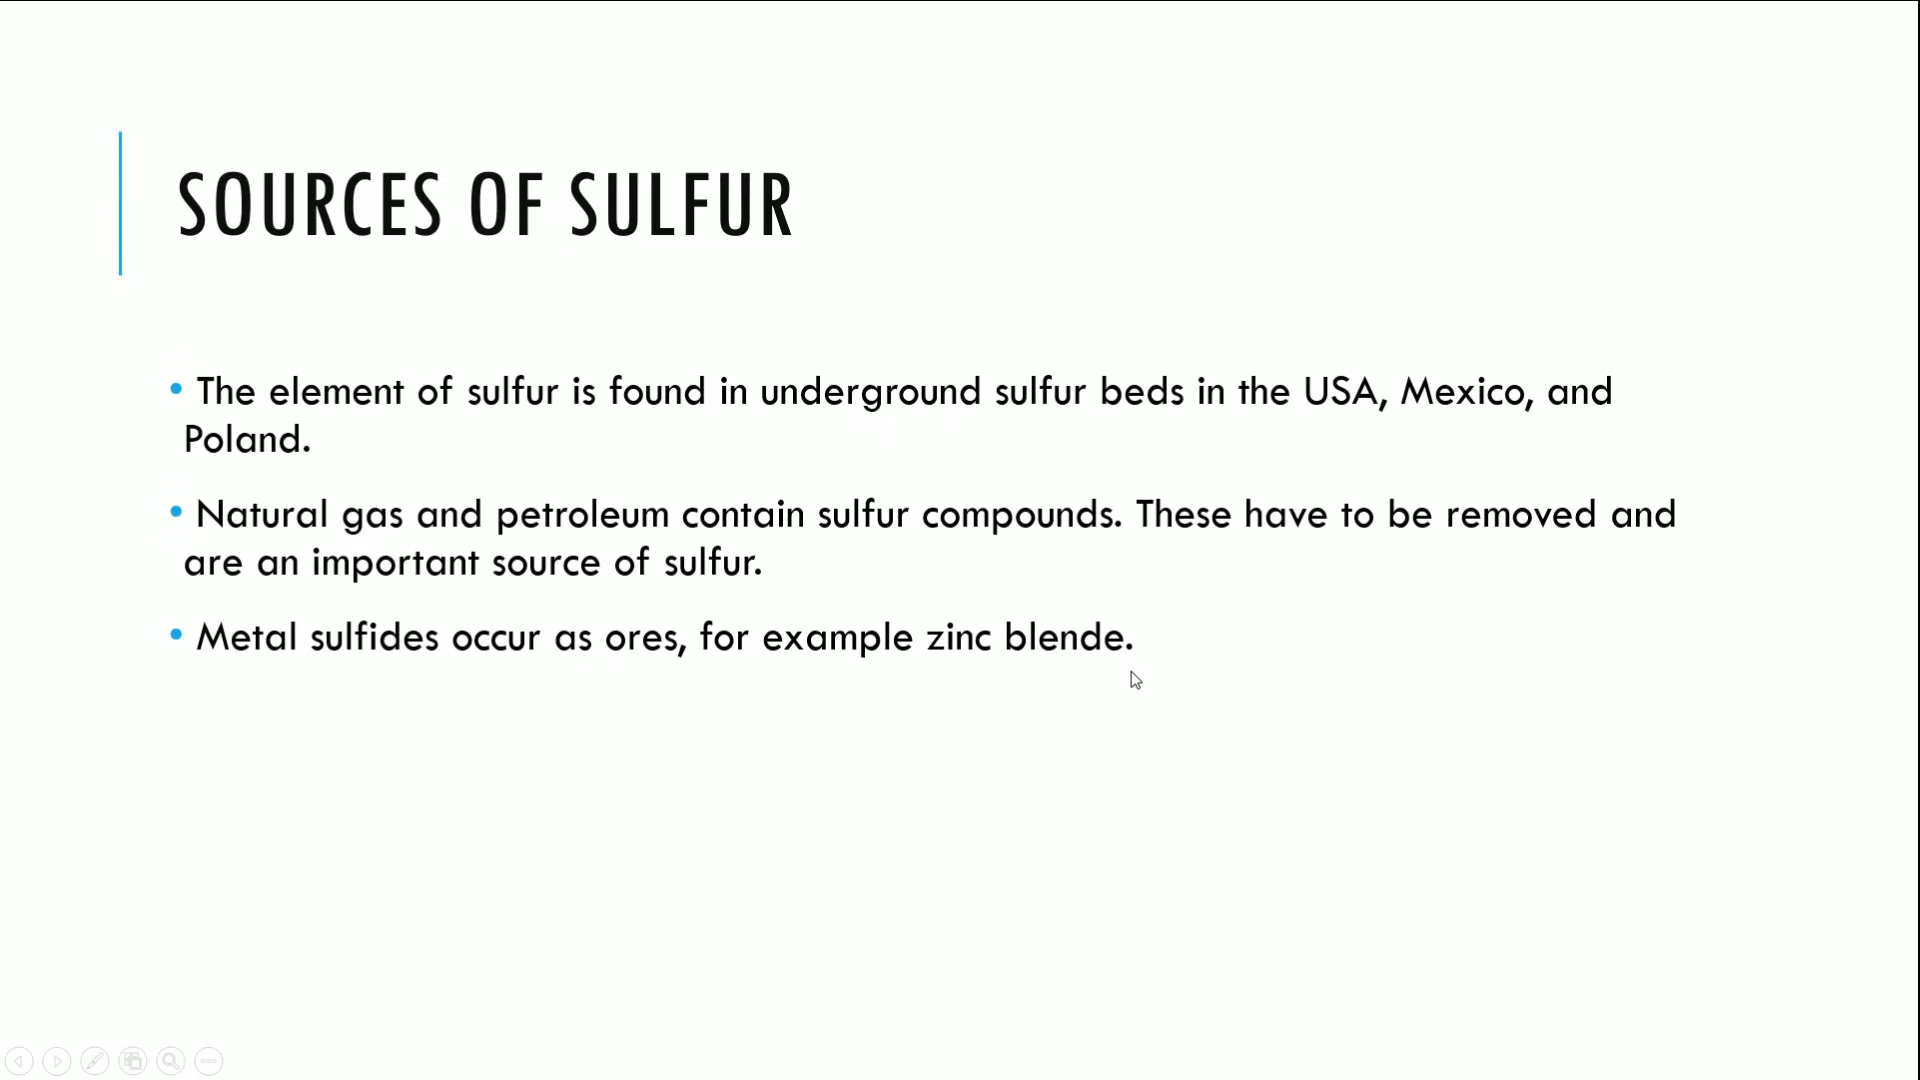 SOURCES OF SULFUR
• The element of sulfur is found in underground sulfur beds in the USA, Mexico, and
Poland.
• Natural gas and petroleum contain sulfur compounds. These have to be removed and
are an important source of sulfur.
• Metal sulfides occur as ores, for example zinc blende.